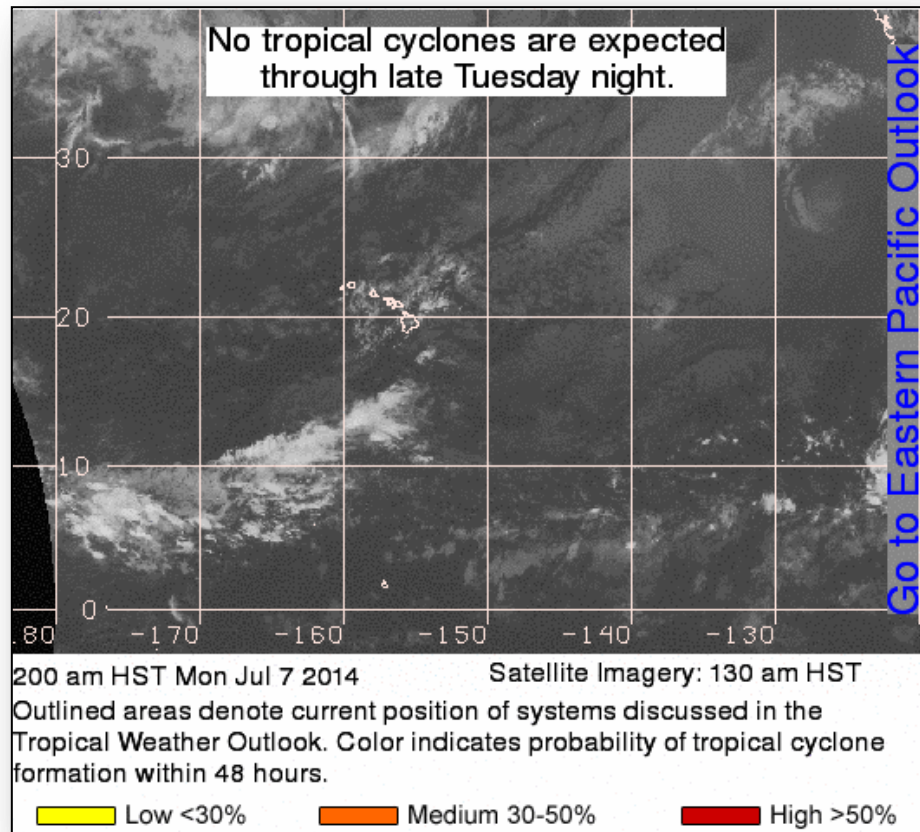 No tropical cyclones are expected
through late Tuesday night.
Go to Eastern Pacific Outlook
30
20
10
0
.80 -170 -160 -150 -140 -130
200 am HST Mon Jul 7 2014 Satellite Imagery: 130 am HST
Outlined areas denote current position of systems discussed in the
Tropical Weather Outlook. Color indicates probability of tropical cyclone
formation within 48 hours.
Low <30% Medium 30-50% High >50%